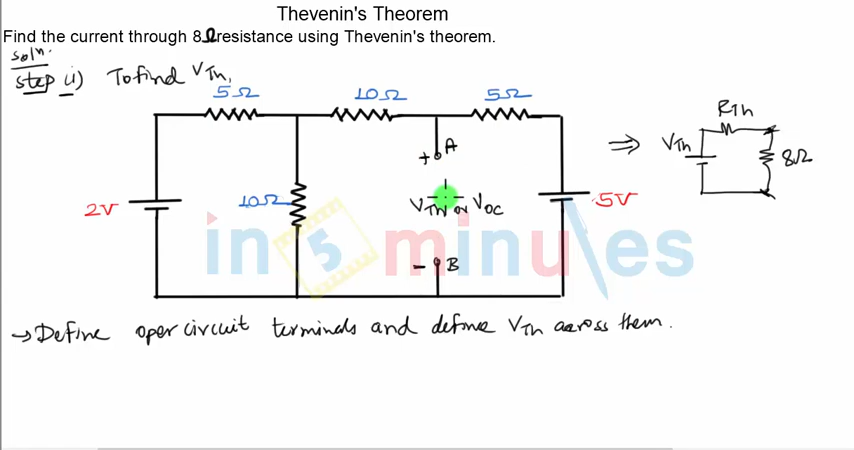 Thevenin's Theorem
Find the current through 8Ω resistance using Thevenin's theorem.
Soln.
Step (i) To find VTh.
5Ω 10Ω 5Ω
RTh
+ A
VTh
8Ω
10Ω
2V
VTh or VOC
5V
in 5 minutes
- B
→ Define open circuit terminals and define VTh across them.